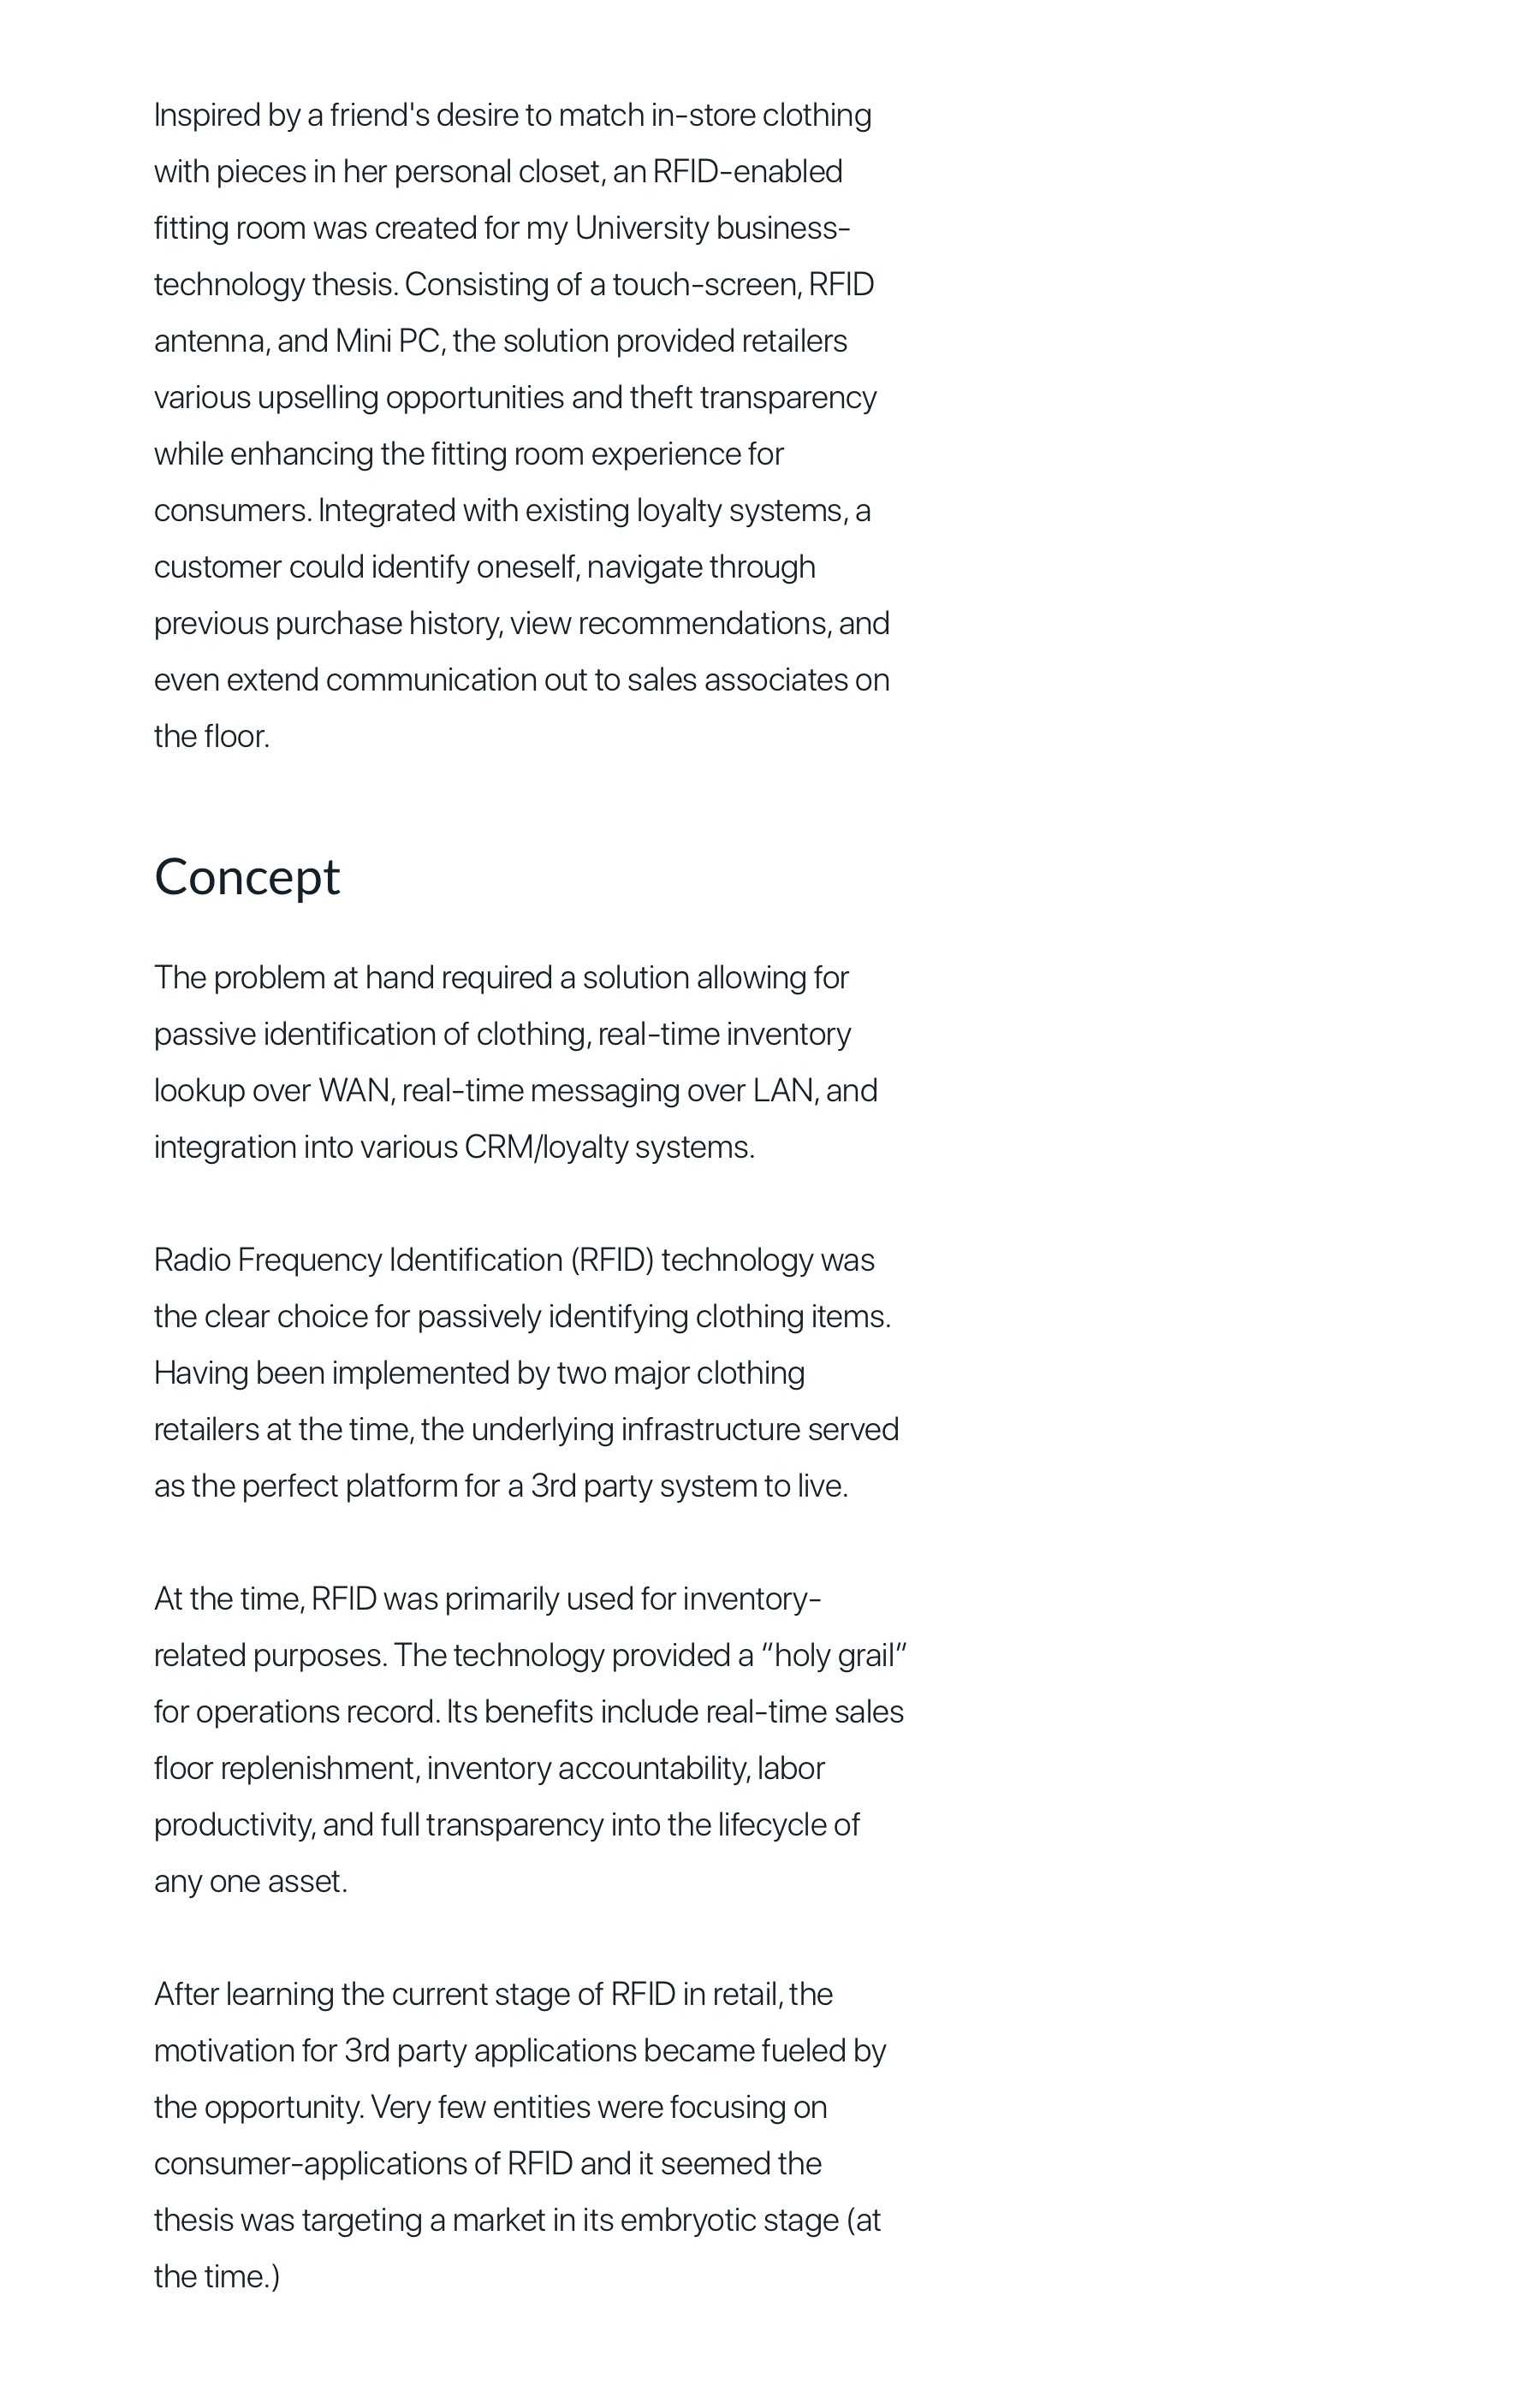 Inspired by a friend's desire to match in-store clothing
with pieces in her personal closet, an RFID-enabled
fitting room was created for my University business-
technology thesis. Consisting of a touch-screen, RFID
antenna, and Mini PC, the solution provided retailers
various upselling opportunities and theft transparency
while enhancing the fitting room experience for
consumers. Integrated with existing loyalty systems, a
customer could identify oneself, navigate through
previous purchase history, view recommendations, and
even extend communication out to sales associates on
the floor.
Concept
The problem at hand required a solution allowing for
passive identification of clothing, real-time inventory
lookup over WAN, real-time messaging over LAN, and
integration into various CRM/loyalty systems.
Radio Frequency Identification (RFID) technology was
the clear choice for passively identifying clothing items.
Having been implemented by two major clothing
retailers at the time, the underlying infrastructure served
as the perfect platform for a 3rd party system to live.
At the time, RFID was primarily used for inventory-
related purposes. The technology provided a “holy grail”
for operations record. Its benefits include real-time sales
floor replenishment, inventory accountability, labor
productivity, and full transparency into the lifecycle of
any one asset.
After learning the current stage of RFID in retail, the
motivation for 3rd party applications became fueled by
the opportunity. Very few entities were focusing on
consumer-applications of RFID and it seemed the
thesis was targeting a market in its embryotic stage (at
the time.)